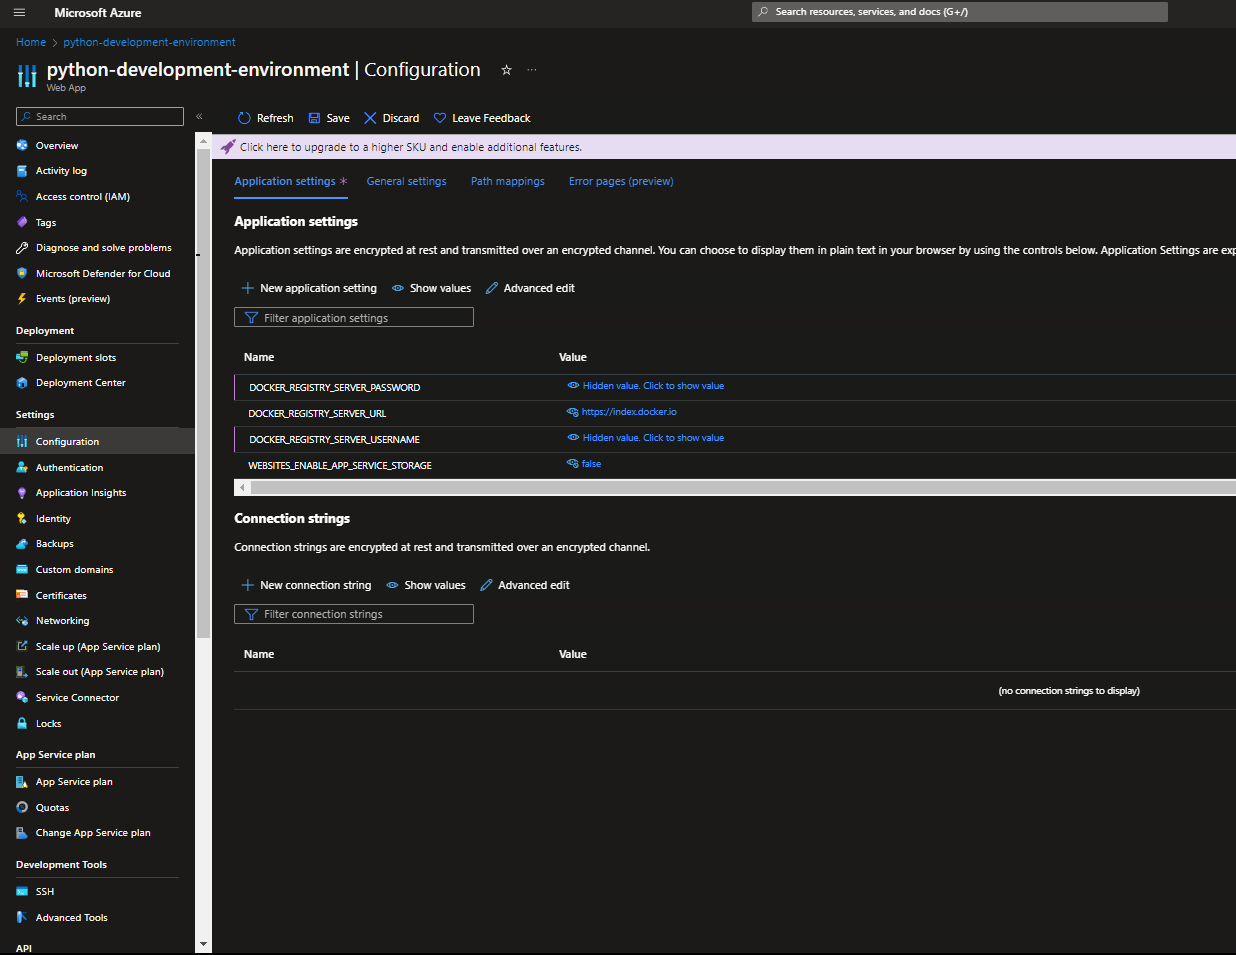 Microsoft Azure
Search resources, services, and docs (G+/)
Home > python-development-environment
python-development-environment | Configuration
Web App
Search
Overview
Activity log
Access control (IAM)
Tags
Diagnose and solve problems
Microsoft Defender for Cloud
Events (preview)
Deployment
Deployment slots
Deployment Center
Settings
Configuration
Authentication
Application Insights
Identity
Backups
Custom domains
Certificates
Networking
Scale up (App Service plan)
Scale out (App Service plan)
Service Connector
Locks
App Service plan
App Service plan
Quotas
Change App Service plan
Development Tools
SSH
Advanced Tools
API
Refresh Save Discard Leave Feedback
Click here to upgrade to a higher SKU and enable additional features.
Application settings * General settings Path mappings Error pages (preview)
Application settings
Application settings are encrypted at rest and transmitted over an encrypted channel. You can choose to display them in plain text in your browser by using the controls below. Application Settings are exp
New application setting Show values Advanced edit
Filter application settings
Name Value
DOCKER_REGISTRY_SERVER_PASSWORD Hidden value. Click to show value
DOCKER_REGISTRY_SERVER_URL https://index.docker.io
DOCKER_REGISTRY_SERVER_USERNAME Hidden value. Click to show value
WEBSITES_ENABLE_APP_SERVICE_STORAGE false
Connection strings
Connection strings are encrypted at rest and transmitted over an encrypted channel.
New connection string Show values Advanced edit
Filter connection strings
Name Value
(no connection strings to display)